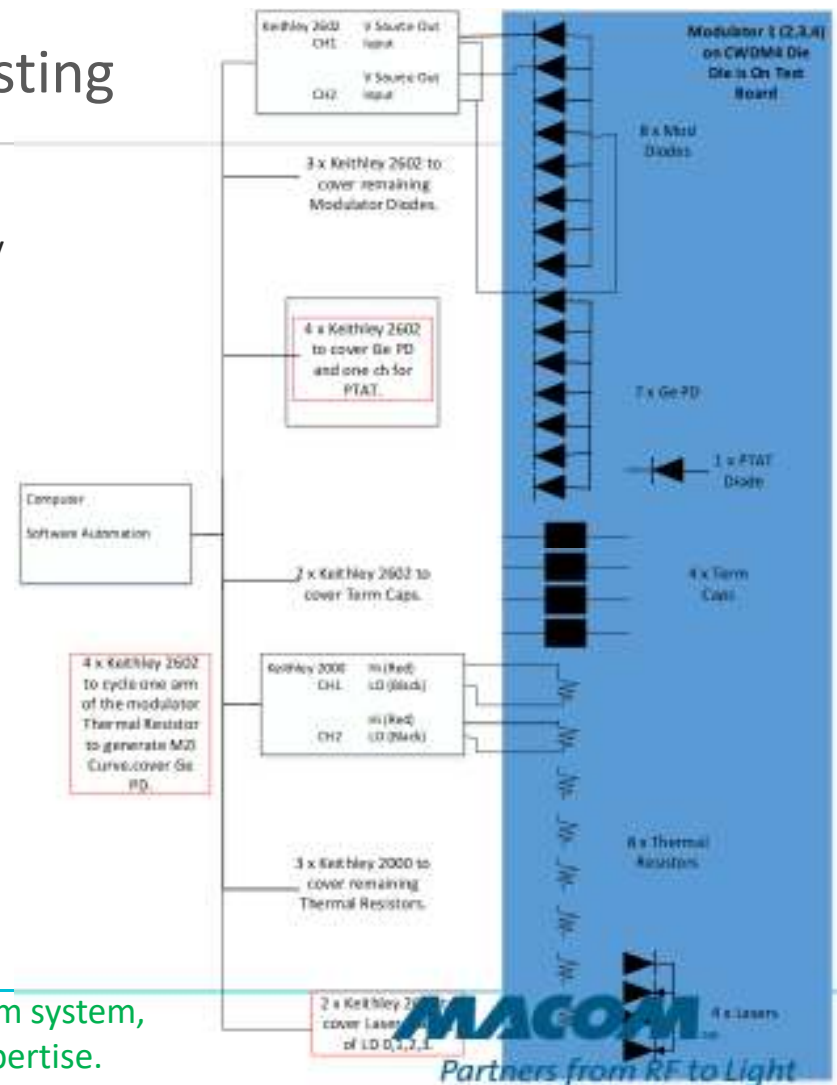 sting
y
Keithley 2602 V Source Out
CH1 Input
V Source Out
CH2 Input
Modulator 1 (2,3,4)
on CWDM4 Die
Die is On Test
Board
8 x Mod
Diodes
3 x Keithley 2602 to
cover remaining
Modulator Diodes.
4 x Keithley 2602
to cover Ge PD
and one ch for
PTAT.
7 x Ge PD
1 x PTAT
Diode
Computer
Software Automation
2 x Keithley 2602 to
cover Term Caps.
4 x Term
Caps
4 x Keithley 2602
to cycle one arm
of the modulator
Thermal Resistor
to generate MZI
Curve.cover Ge
PD.
Keithley 2000 HI (Red)
CH1 LO (Black)
HI (Red)
CH2 LO (Black)
8 x Thermal
Resistors
3 x Keithley 2000 to
cover remaining
Thermal Resistors.
m system,
pertise.
2 x Keithley
cover Laser
of LD 0,1,2,3.
4 x Lasers
MACOM
Partners from RF to Light